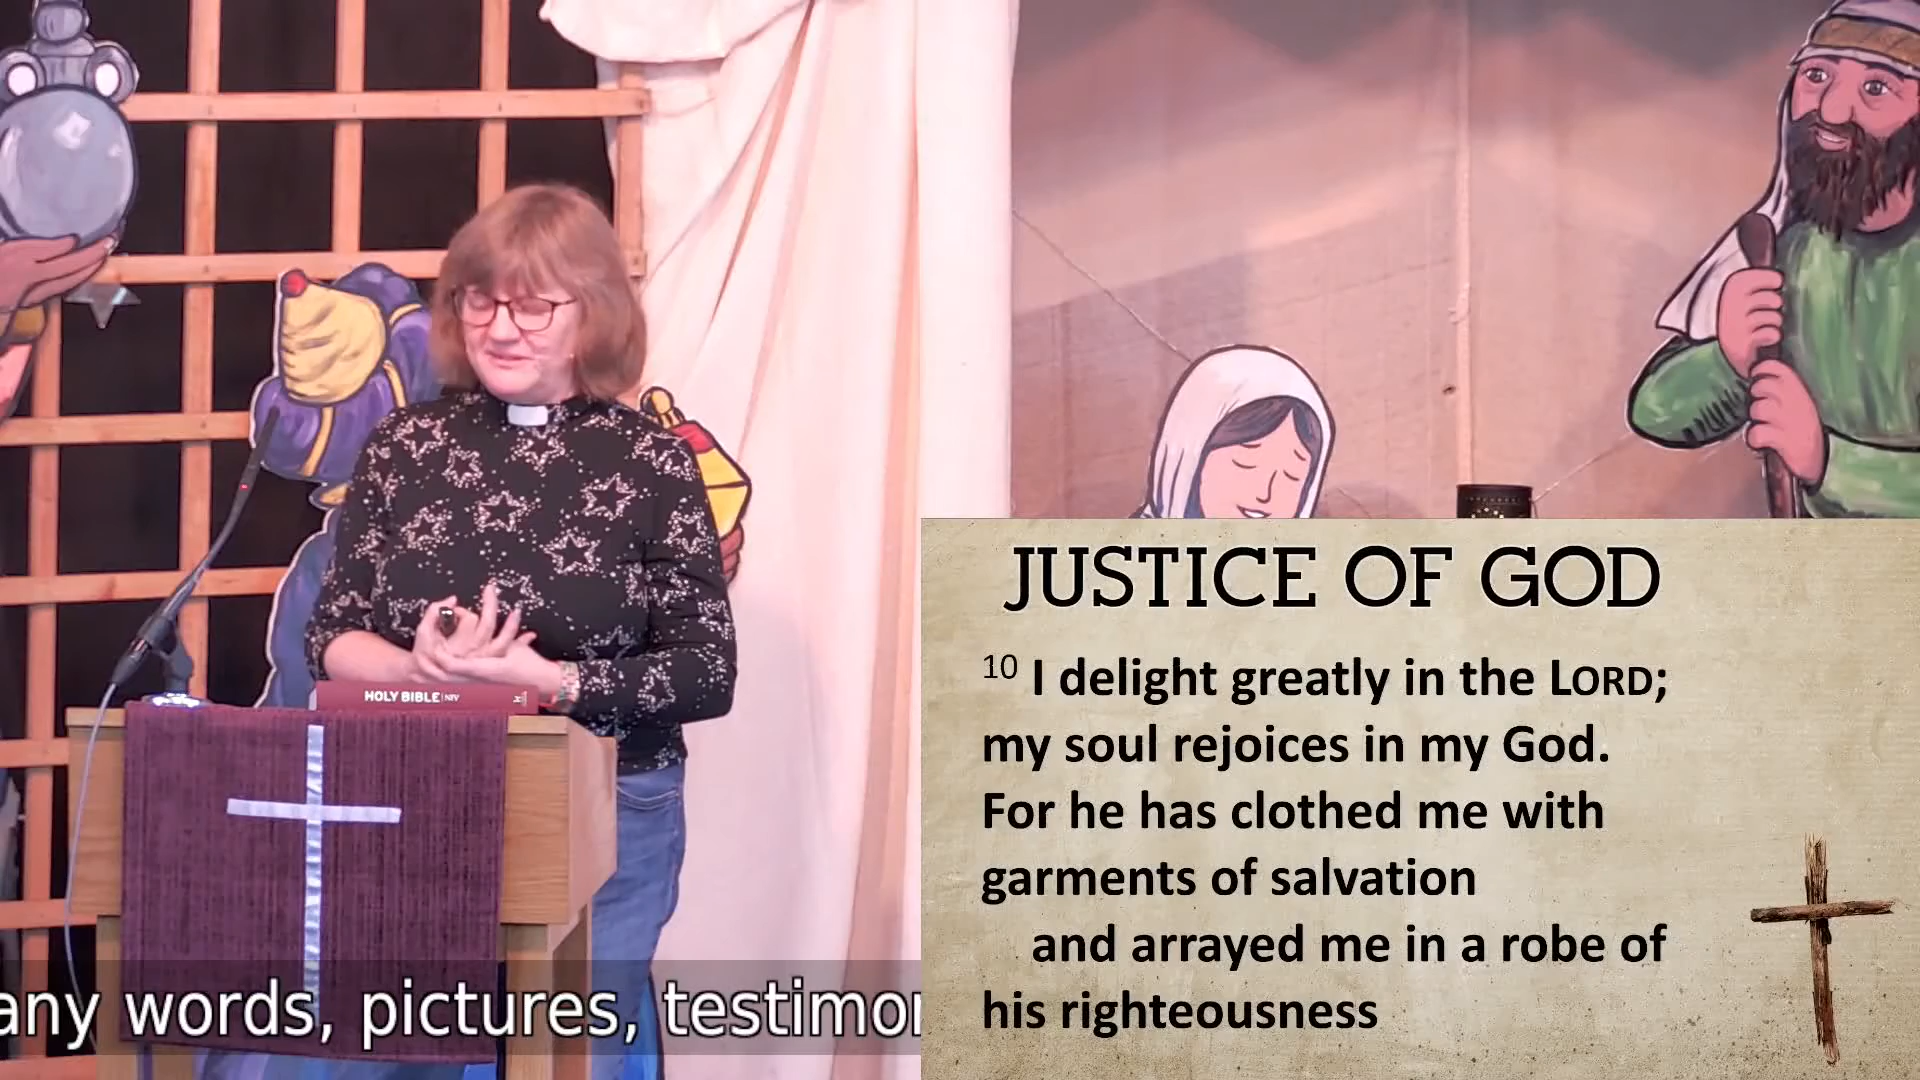 HOLY BIBLE NIV
any words, pictures,
JUSTICE OF GOD
10 I delight greatly in the LORD;
my soul rejoices in my God.
For he has clothed me with
garments of salvation
and arrayed me in a robe of
his righteousness